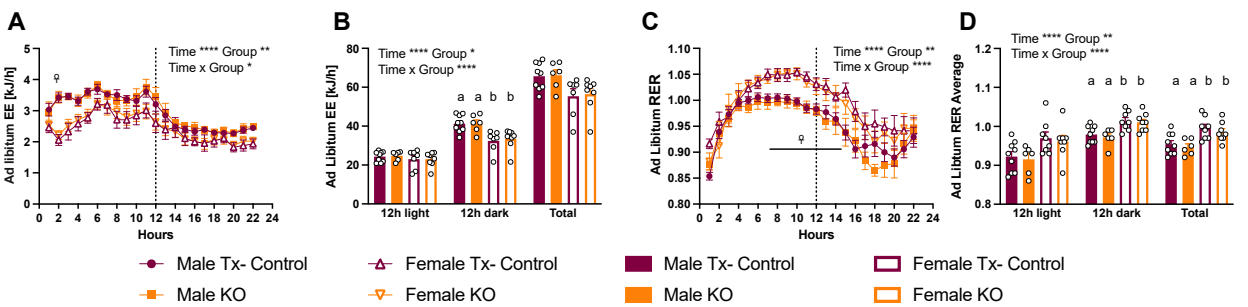 A
Time **** Group **
Time x Group *
Ad libitum EE [kJ/h]
5
4
3
2
1
0
♀
0 2 4 6 8 10 12 14 16 18 20 22 24
Hours
B
Time **** Group *
Time x Group ****
Ad libitum EE [kJ/h]
80
60
40
20
0
a a b b
12h light 12h dark Total
C
Time **** Group **
Time x Group ****
Ad Libtum RER
1.10
1.05
1.00
0.95
0.90
0.85
0.80
♀
0 2 4 6 8 10 12 14 16 18 20 22 24
Hours
D
Time **** Group **
Time x Group ****
Ad Libtum RER Average
1.2
1.1
1.0
0.9
0.8
a a b b a a b b
12h light 12h dark Total
Male Tx- Control Female Tx- Control Male Tx- Control Female Tx- Control
Male KO Female KO Male KO Female KO